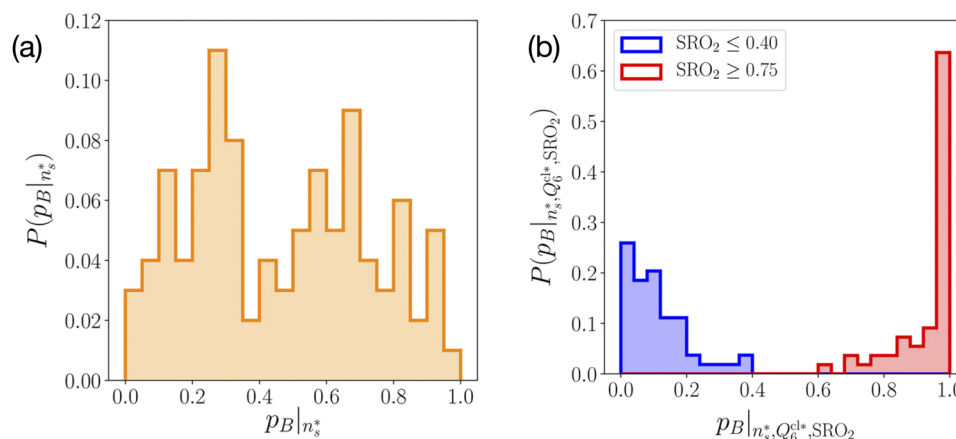 (a)
0.12
0.10
0.08
0.06
0.04
0.02
0.00
P(p_B|_{n_s^*})
0.0 0.2 0.4 0.6 0.8 1.0
p_B|_{n_s^*}
(b)
SRO₂ ≤ 0.40
SRO₂ ≥ 0.75
0.7
0.6
0.5
0.4
0.3
0.2
0.1
0.0
P(p_B|_{n_s^*,Q_6^{cl*},SRO_2})
0.0 0.2 0.4 0.6 0.8 1.0
p_B|_{n_s^*,Q_6^{cl*},SRO_2}